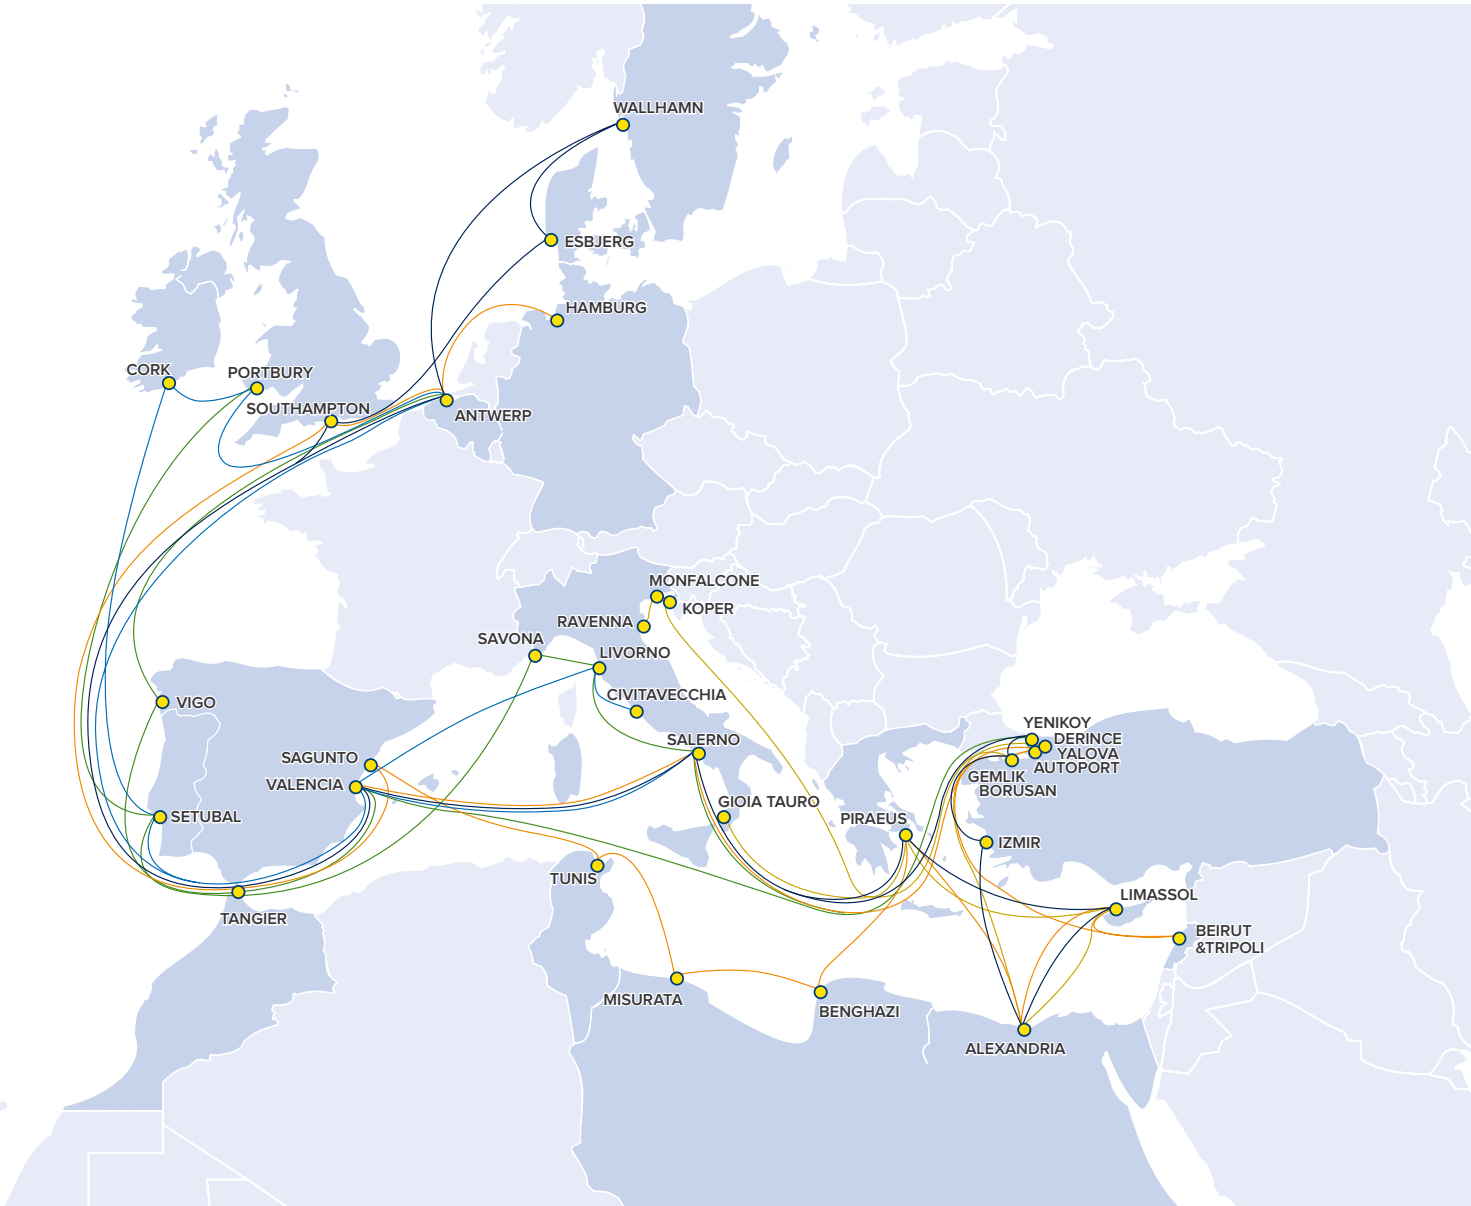 WALLHAMN
ESBJERG
HAMBURG
CORK
PORTBURY
SOUTHAMPTON
ANTWERP
MONFALCONE
KOPER
RAVENNA
SAVONA
LIVORNO
CIVITAVECCHIA
VIGO
SALERNO
SAGUNTO
VALENCIA
SETUBAL
GIOIA TAURO
PIRAEUS
YENIKOY
DERINCE
YALOVA
AUTOPORT
GEMLIK
BORUSAN
IZMIR
TUNIS
TANGIER
LIMASSOL
BEIRUT
&TRIPOLI
MISURATA
BENGHAZI
ALEXANDRIA